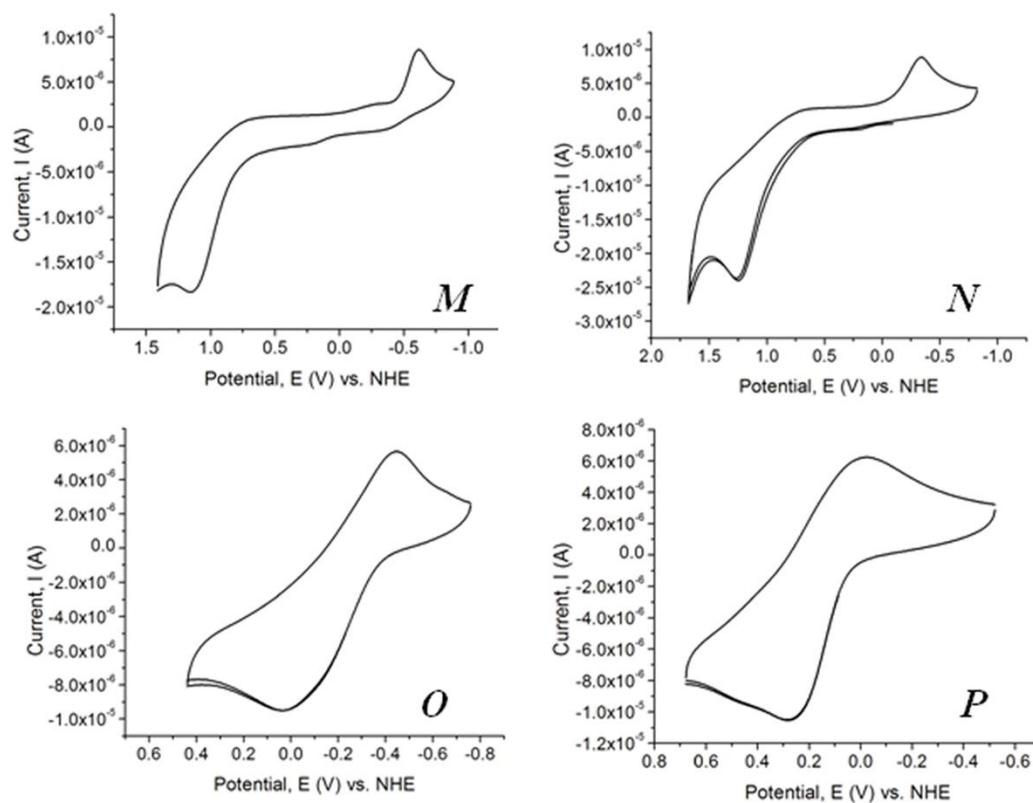 1.0x10⁻⁵
5.0x10⁻⁶
0.0
-5.0x10⁻⁶
-1.0x10⁻⁵
-1.5x10⁻⁵
-2.0x10⁻⁵
Current, I (A)
1.5 1.0 0.5 0.0 -0.5 -1.0
Potential, E (V) vs. NHE
M
1.0x10⁻⁵
5.0x10⁻⁶
0.0
-5.0x10⁻⁶
-1.0x10⁻⁵
-1.5x10⁻⁵
-2.0x10⁻⁵
-2.5x10⁻⁵
-3.0x10⁻⁵
Current, I (A)
2.0 1.5 1.0 0.5 0.0 -0.5 -1.0
Potential, E (V) vs. NHE
N
6.0x10⁻⁶
4.0x10⁻⁶
2.0x10⁻⁶
0.0
-2.0x10⁻⁶
-4.0x10⁻⁶
-6.0x10⁻⁶
-8.0x10⁻⁶
-1.0x10⁻⁵
Current, I (A)
0.6 0.4 0.2 0.0 -0.2 -0.4 -0.6 -0.8
Potential, E (V) vs. NHE
O
8.0x10⁻⁶
6.0x10⁻⁶
4.0x10⁻⁶
2.0x10⁻⁶
0.0
-2.0x10⁻⁶
-4.0x10⁻⁶
-6.0x10⁻⁶
-8.0x10⁻⁶
-1.0x10⁻⁵
-1.2x10⁻⁵
Current, I (A)
0.8 0.6 0.4 0.2 0.0 -0.2 -0.4 -0.6
Potential, E (V) vs. NHE
P